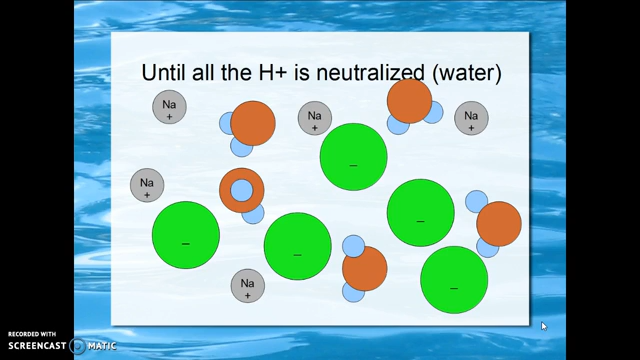 Until all the H+ is neutralized (water)
Na
+
Na
+
Na
+
Na
+
Na
+
_
_
_
_
_
RECORDED WITH
SCREENCAST MATIC